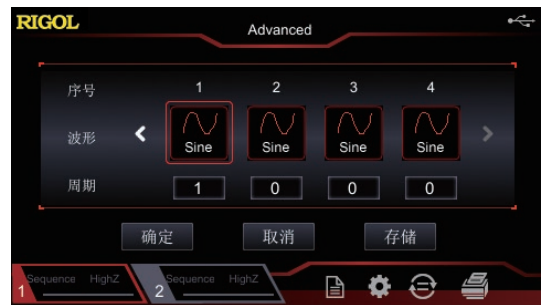 RIGOL Advanced
序号 1 2 3 4
波形 Sine Sine Sine Sine
周期 1 0 0 0
确定 取消 存储
1 Sequence HighZ 2 Sequence HighZ